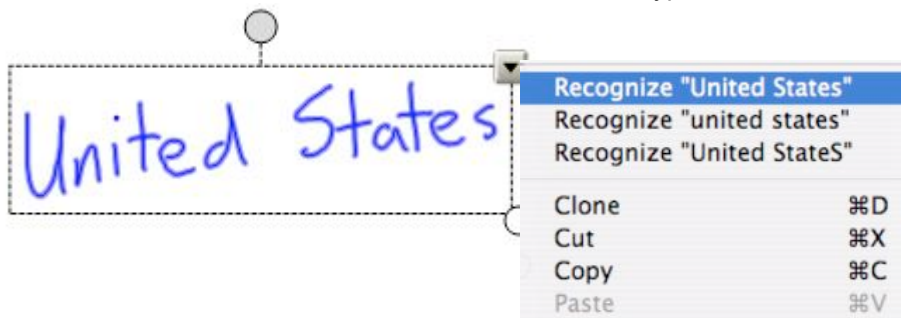 United States
Recognize "United States"
Recognize "united states"
Recognize "United StateS"
Clone ⌘D
Cut ⌘X
Copy ⌘C
Paste ⌘V